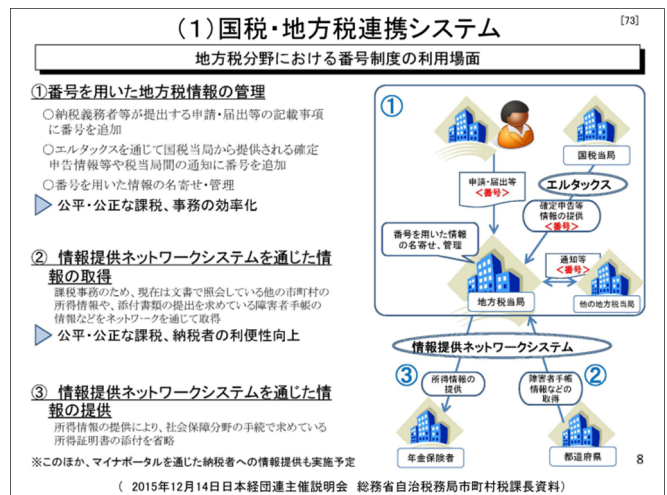 (1)国税・地方税連携システム
[73]
地方税分野における番号制度の利用場面
①番号を用いた地方税情報の管理
○納税義務者等が提出する申請・届出等の記載事項
に番号を追加
○エルタックスを通じて国税当局から提供される確定
申告情報等や税当局間の通知に番号を追加
○番号を用いた情報の名寄せ・管理
公平・公正な課税、事務の効率化
② 情報提供ネットワークシステムを通じた情
報の取得
課税事務のため、現在は文書で照会している他の市町村の
所得情報や、添付書類の提出を求めている障害者手帳の
情報などをネットワークを通じて取得
公平・公正な課税、納税者の利便性向上
③ 情報提供ネットワークシステムを通じた情
報の提供
所得情報の提供により、社会保障分野の手続で求めている
所得証明書の添付を省略
※このほか、マイナポータルを通じた納税者への情報提供も実施予定
①
国税当局
申請・届出等
<番号>
エルタックス
確定申告等
情報の提供
<番号>
番号を用いた情報
の名寄せ、管理
通知等
<番号>
地方税当局
他の地方税当局
情報提供ネットワークシステム
③
所得情報の
提供
障害者手帳
情報などの
取得
②
年金保険者
都道府県
8
( 2015年12月14日日本経団連主催説明会 総務省自治税務局市町村税課長資料)